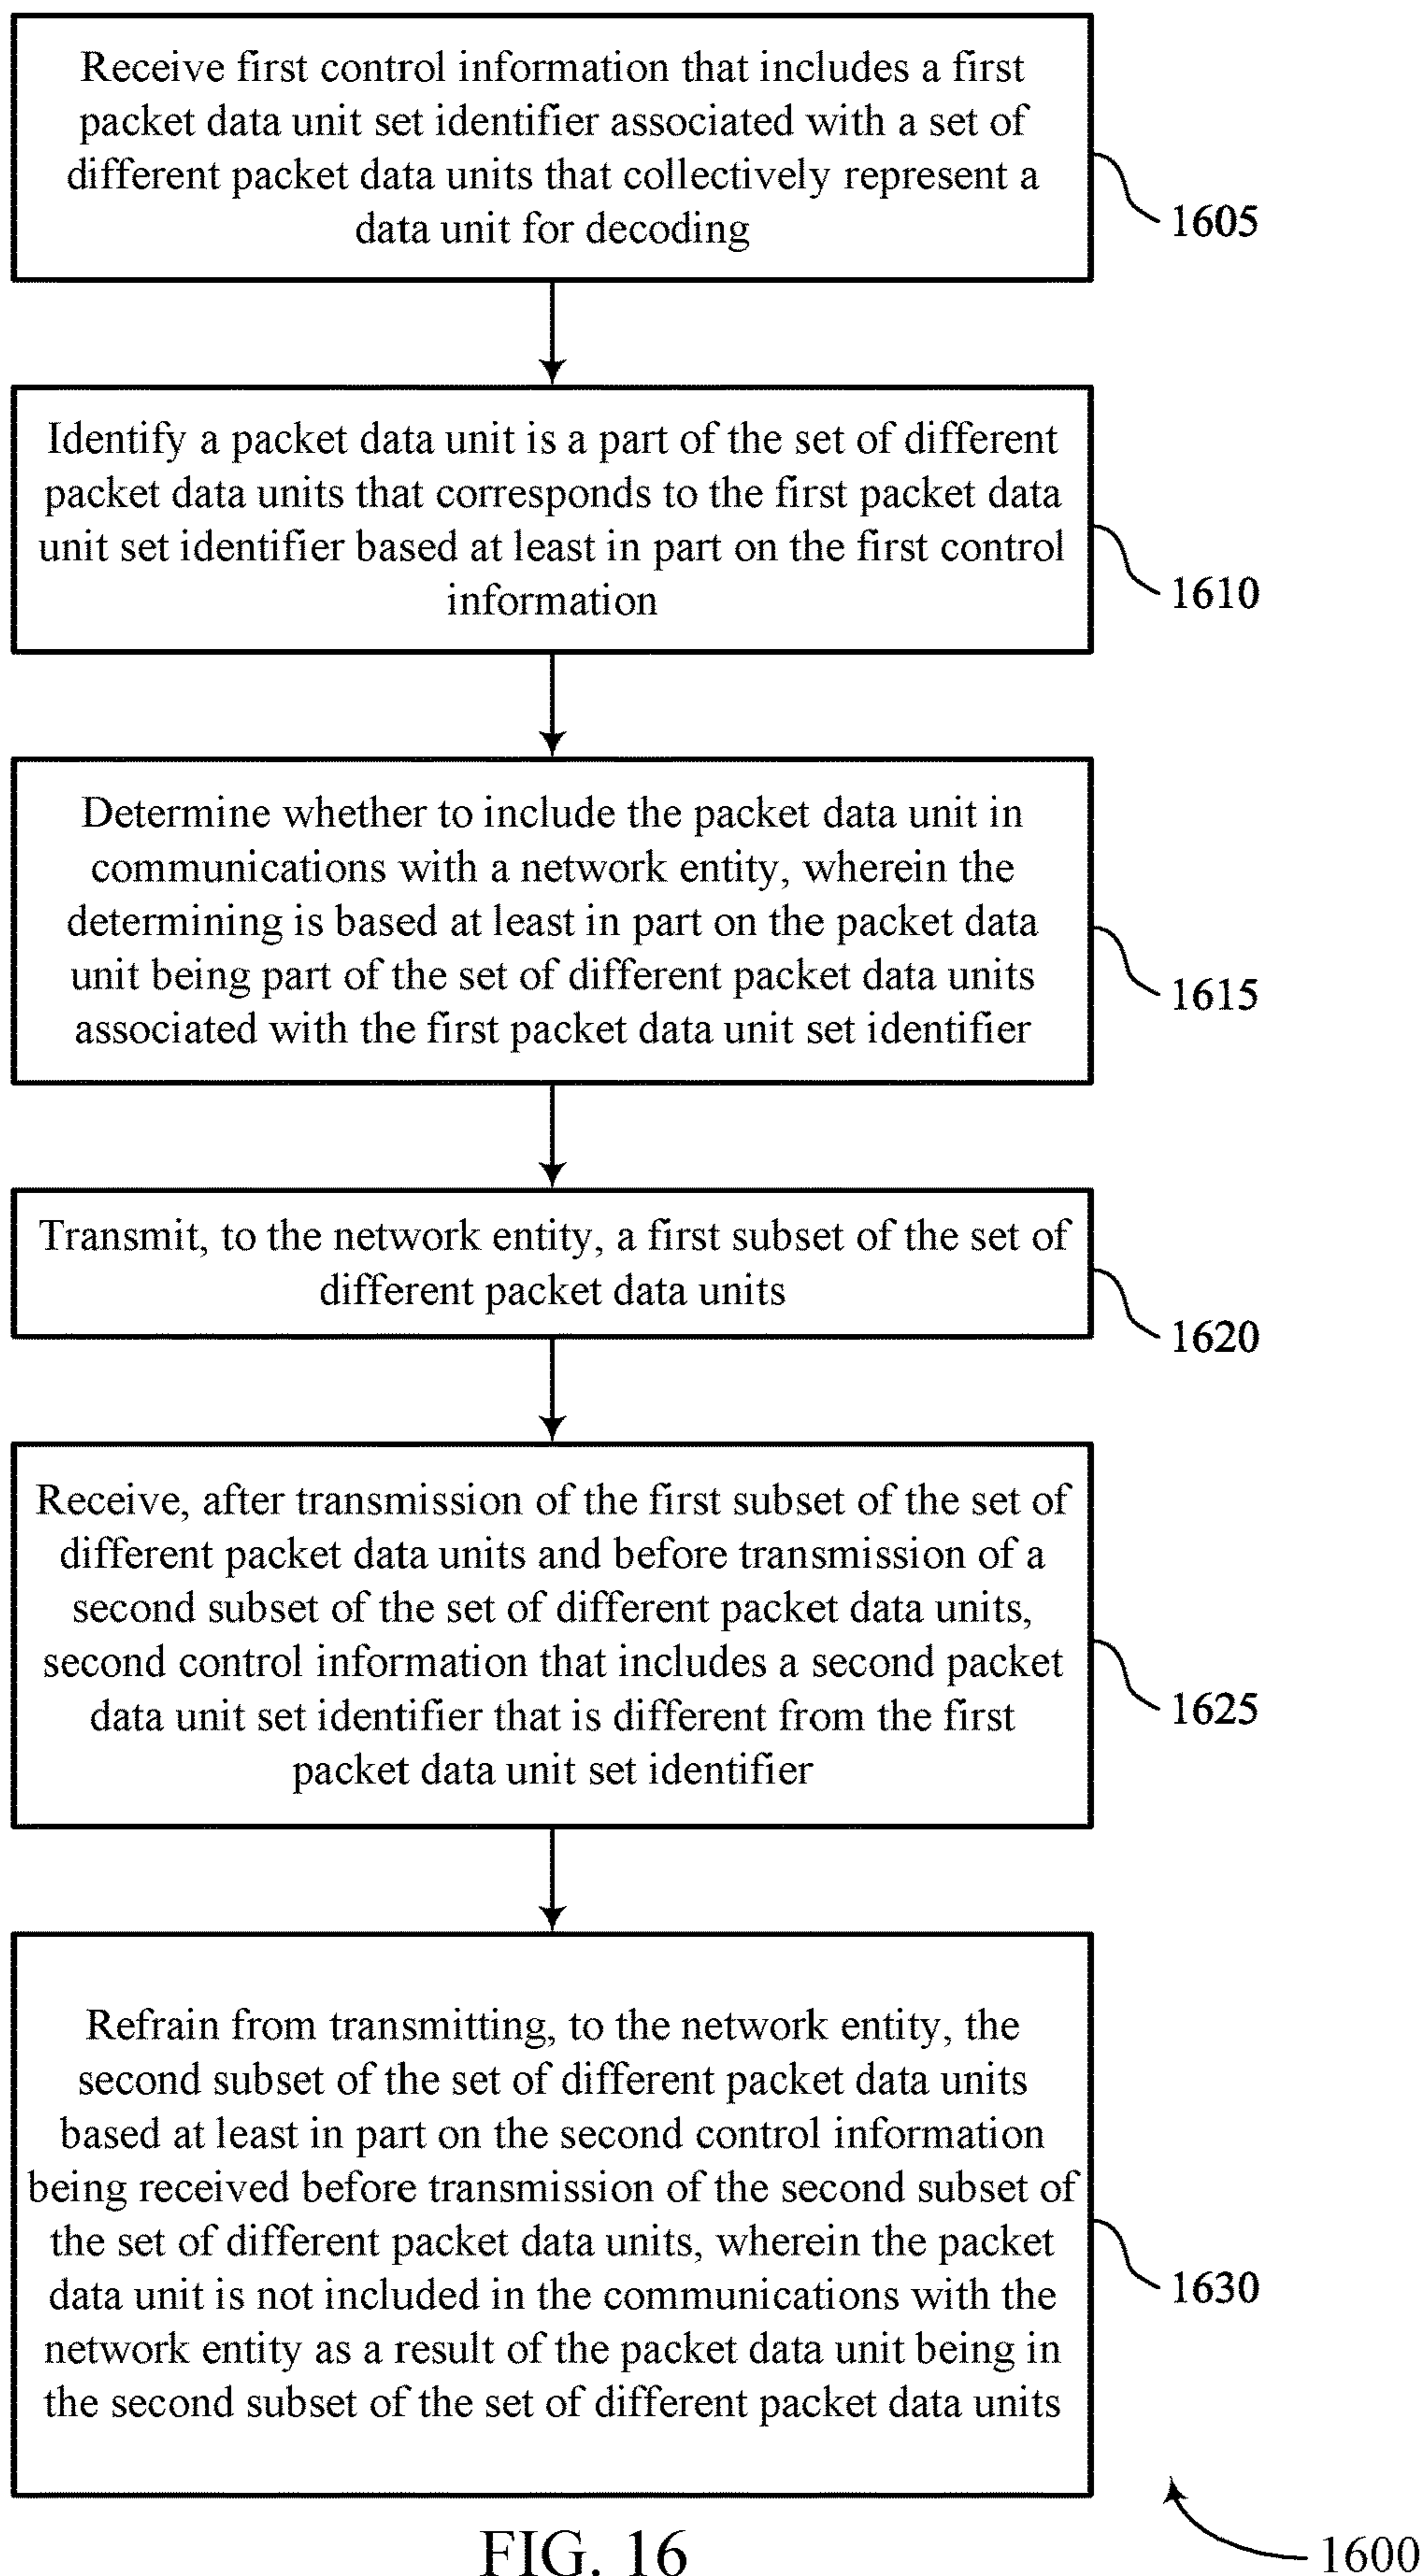 Receive first control information that includes a first
packet data unit set identifier associated with a set of
different packet data units that collectively represent a
data unit for decoding
1605
Identify a packet data unit is a part of the set of different
packet data units that corresponds to the first packet data
unit set identifier based at least in part on the first control
information
1610
Determine whether to include the packet data unit in
communications with a network entity, wherein the
determining is based at least in part on the packet data
unit being part of the set of different packet data units
associated with the first packet data unit set identifier
1615
Transmit, to the network entity, a first subset of the set of
different packet data units
1620
Receive, after transmission of the first subset of the set of
different packet data units and before transmission of a
second subset of the set of different packet data units,
second control information that includes a second packet
data unit set identifier that is different from the first
packet data unit set identifier
1625
Refrain from transmitting, to the network entity, the
second subset of the set of different packet data units
based at least in part on the second control information
being received before transmission of the second subset of
the set of different packet data units, wherein the packet
data unit is not included in the communications with the
network entity as a result of the packet data unit being in
the second subset of the set of different packet data units
1630
FIG. 16
1600